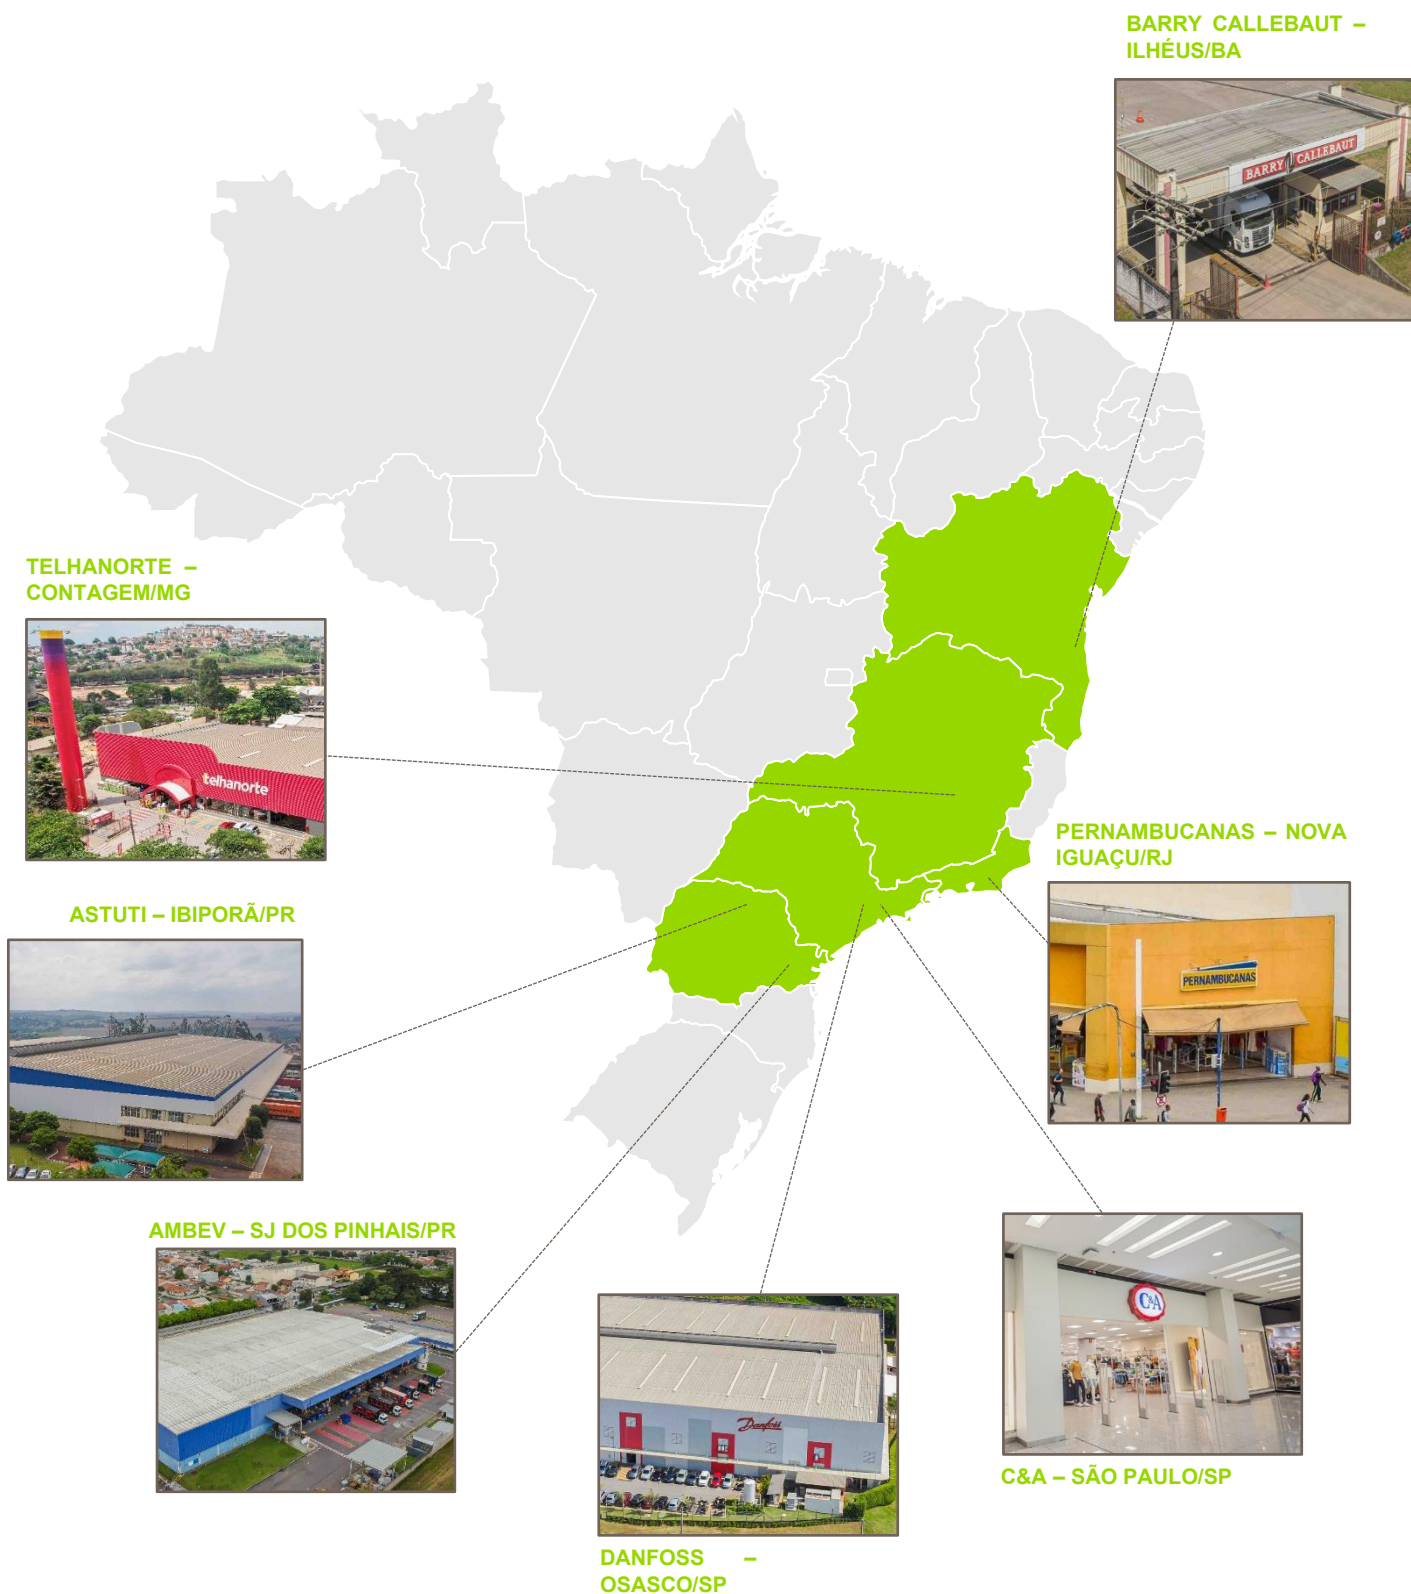 BARRY CALLEBAUT –
ILHÉUS/BA
BARRY CALLEBAUT
TELHANORTE –
CONTAGEM/MG
telhanorte
PERNAMBUCANAS – NOVA
IGUAÇU/RJ
PERNAMBUCANAS
ASTUTI – IBIPORÃ/PR
AMBEV – SJ DOS PINHAIS/PR
C&A
Danfoss
C&A – SÃO PAULO/SP
DANFOSS –
OSASCO/SP